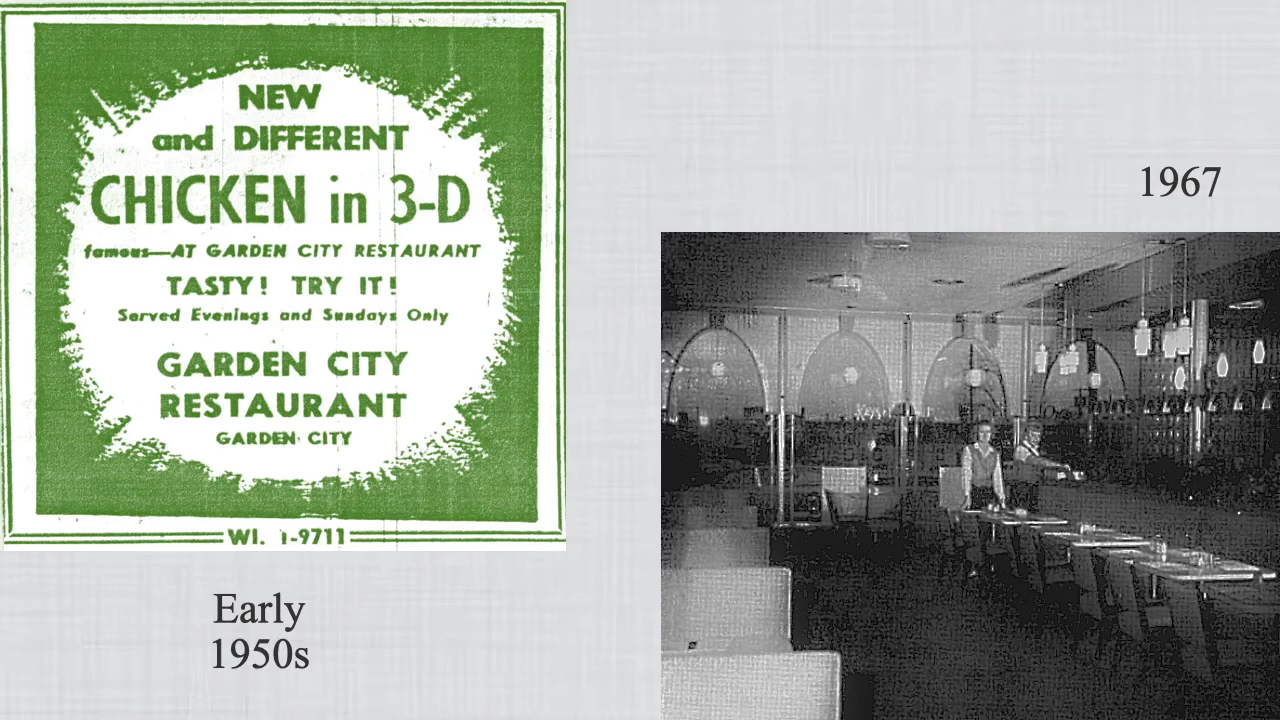 NEW
and DIFFERENT
CHICKEN in 3-D
famous—AT GARDEN CITY RESTAURANT
TASTY! TRY IT!
Served Evenings and Sundays Only
GARDEN CITY
RESTAURANT
GARDEN CITY
WI. 1-9711
Early
1950s
1967